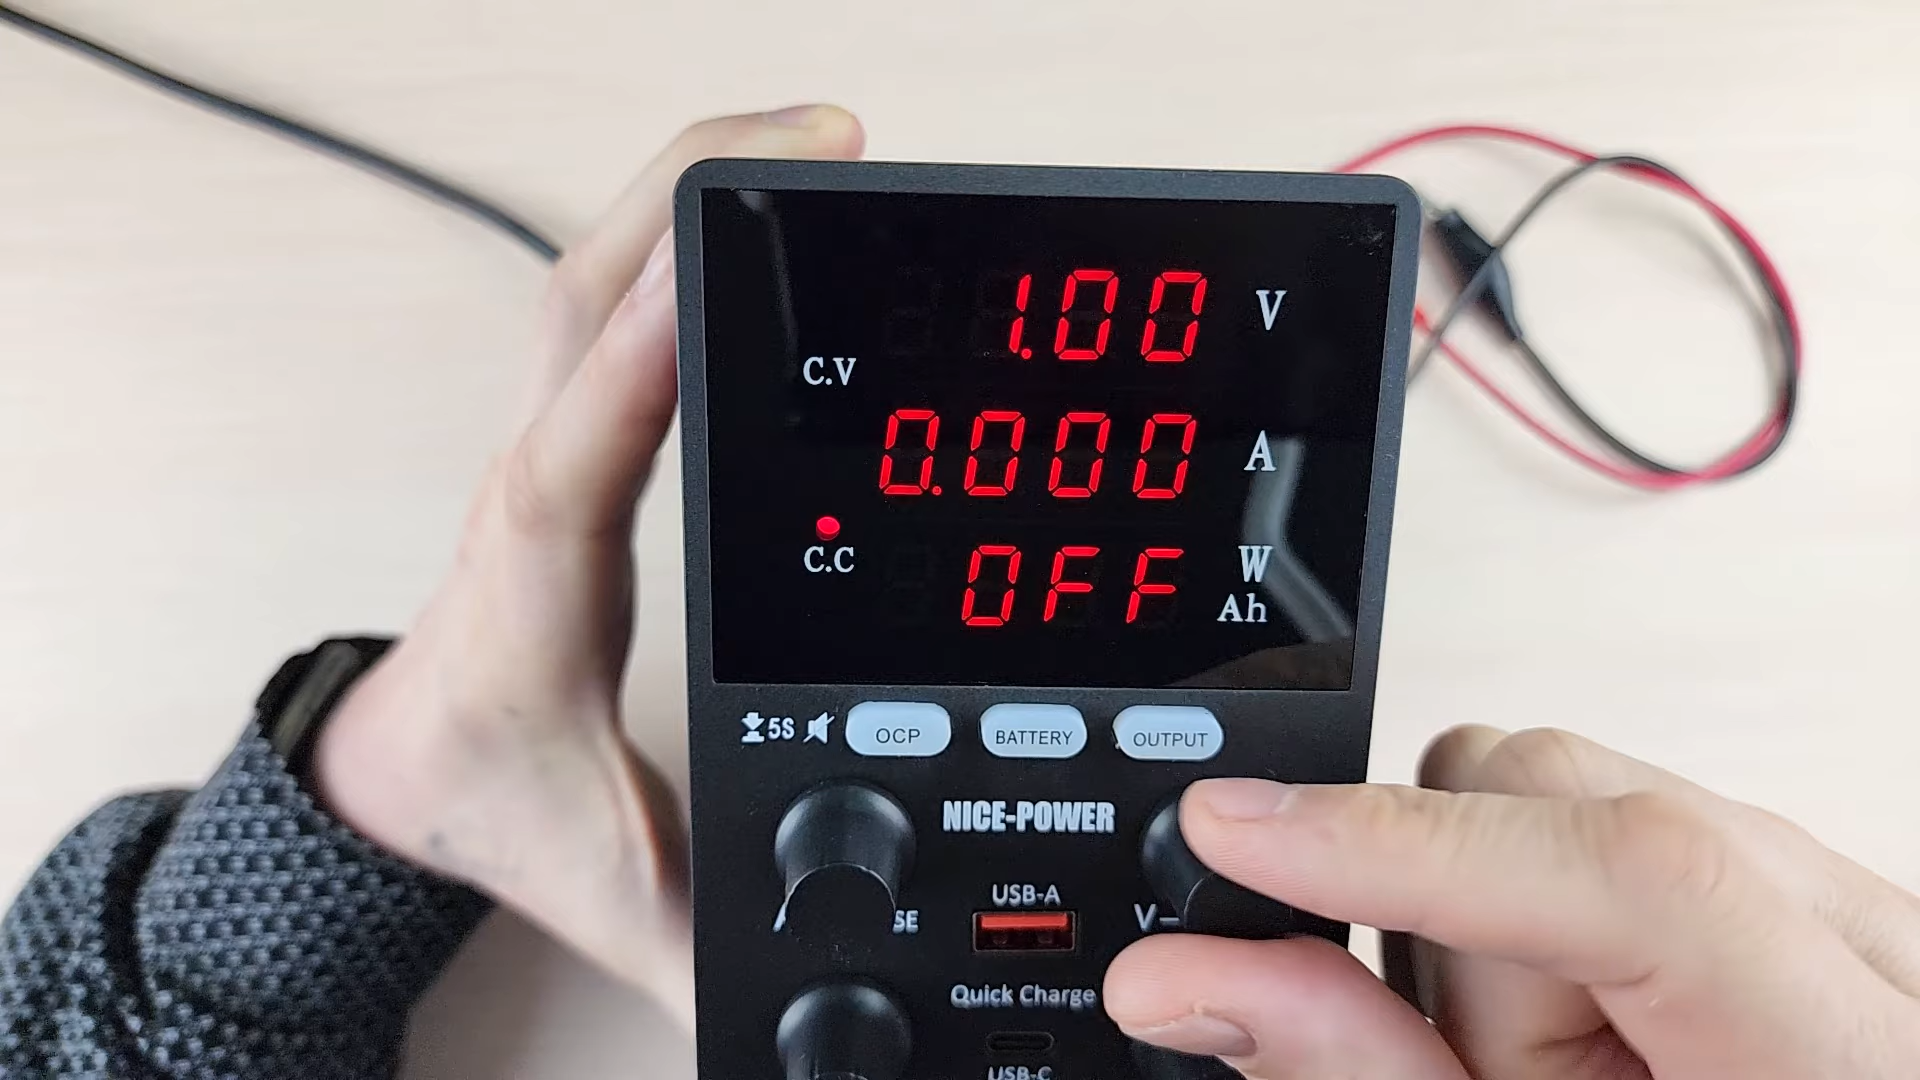 1.00 V
C.V
0.000 A
C.C
OFF W
Ah
5S OCP BATTERY OUTPUT
NICE-POWER
USB-A
V-
Quick Charge
USB-C